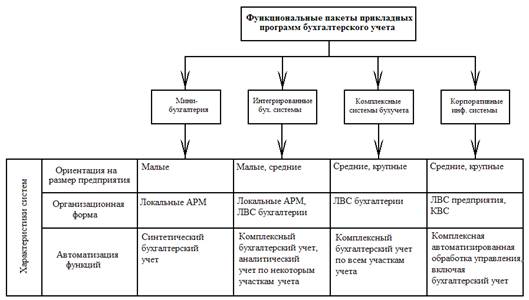 Функциональные пакеты прикладных
программ бухгалтерского учета
Мини-
бухгалтерия
Интегрированные
бух. системы
Комплексные
системы бухучета
Корпоративные
инф. системы
Характеристики систем
Ориентация на
размер предприятия
Малые
Малые, средние
Средние, крупные
Средние, крупные
Организационная
форма
Локальные АРМ
Локальные АРМ,
ЛВС бухгалтерии
ЛВС бухгалтерии
ЛВС предприятия,
КВС
Автоматизация
функций
Синтетический
бухгалтерский
учет
Комплексный
бухгалтерский учет,
аналитический
учет по некоторым
участкам учета
Комплексный
бухгалтерский учет
по всем участкам
учета
Комплексная
автоматизированная
обработка управления,
включая
бухгалтерский учет